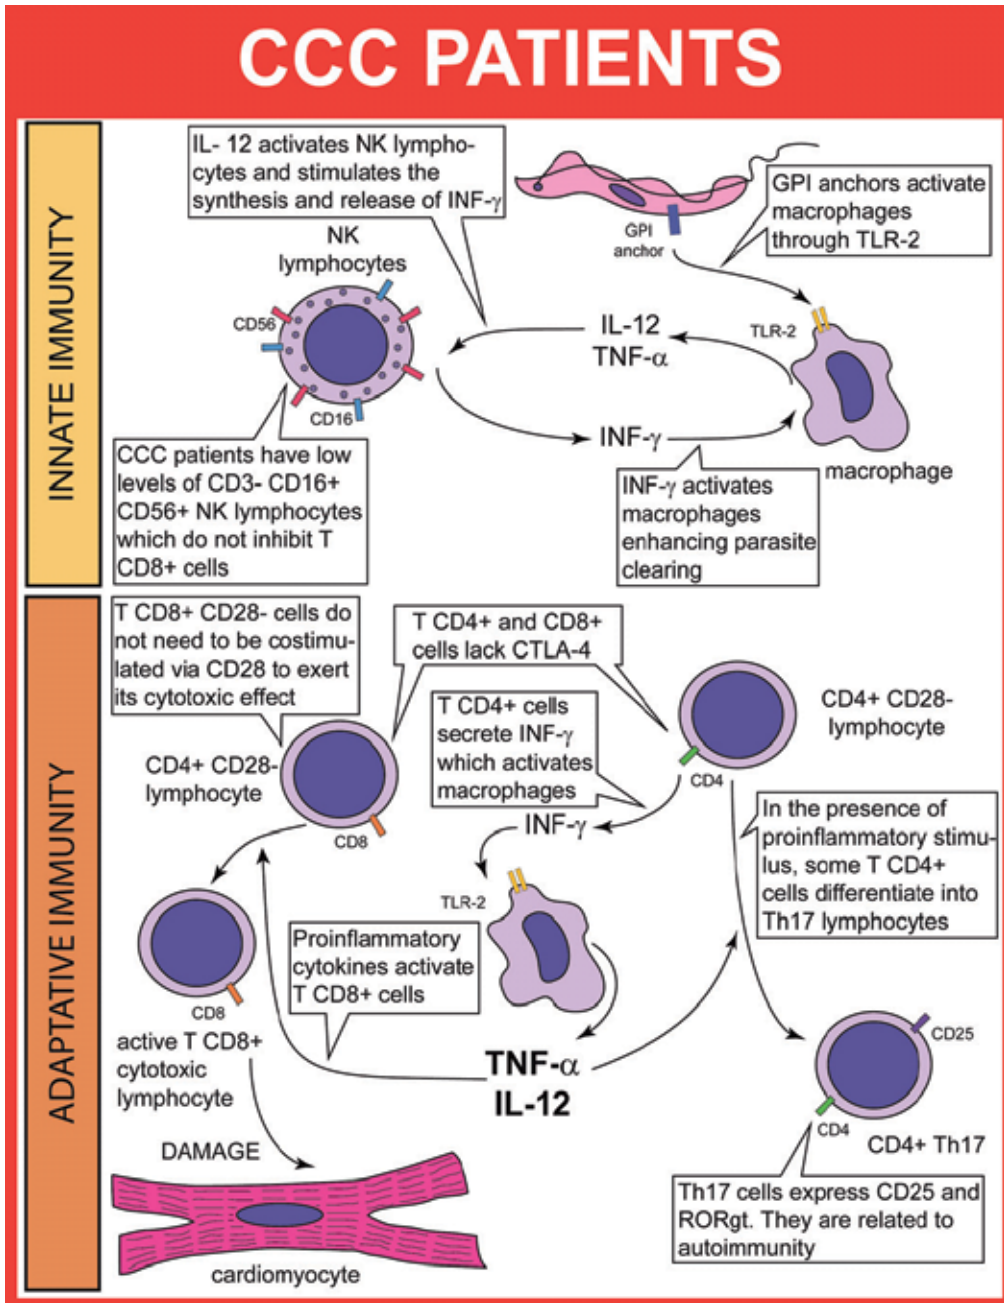 CCC PATIENTS
INNATE IMMUNITY
IL- 12 activates NK lympho-
cytes and stimulates the
synthesis and release of INF-γ
GPI anchors activate
macrophages
through TLR-2
GPI
anchor
NK
lymphocytes
CD56
CD16
IL-12
TNF-α
TLR-2
INF-γ
macrophage
CCC patients have low
levels of CD3- CD16+
CD56+ NK lymphocytes
which do not inhibit T
CD8+ cells
INF-γ activates
macrophages
enhancing parasite
clearing
ADAPTATIVE IMMUNITY
T CD8+ CD28- cells do
not need to be costimu-
lated via CD28 to exert
its cytotoxic effect
T CD4+ and CD8+
cells lack CTLA-4
T CD4+ cells
secrete INF-γ
which activates
macrophages
CD4+ CD28-
lymphocyte
CD4
CD4+ CD28-
lymphocyte
CD8
INF-γ
In the presence of
proinflammatory stimu-
lus, some T CD4+
cells differentiate into
Th17 lymphocytes
TLR-2
Proinflammatory
cytokines activate
T CD8+ cells
CD8
active T CD8+
cytotoxic
lymphocyte
TNF-α
IL-12
CD25
CD4
CD4+ Th17
DAMAGE
Th17 cells express CD25 and
RORgt. They are related to
autoimmunity
cardiomyocyte